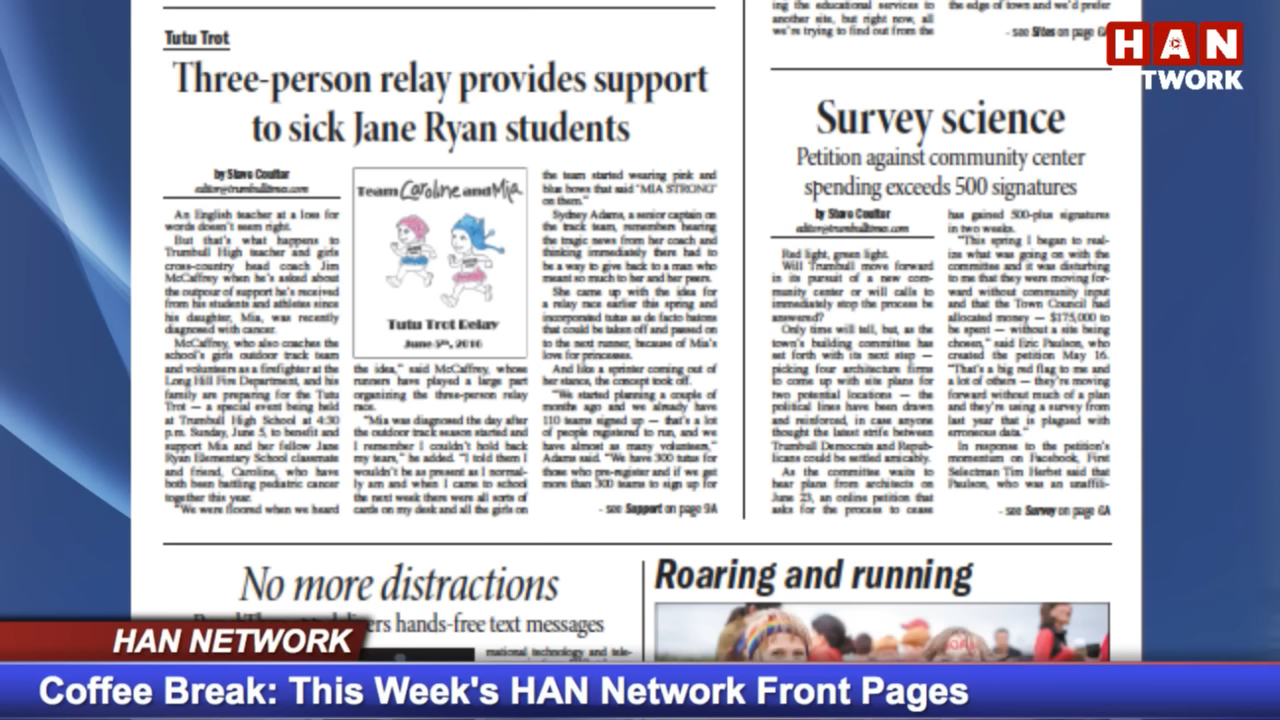 Tutu Trot
Three-person relay provides support
to sick Jane Ryan students
by Steve Coulter
editor@trumbulltimes.com
An English teacher at a loss for
words doesn't seem right.
But that's what happens to
Trumbull High teacher and girls
cross-country head coach Jim
McCaffrey when he's asked about
the outpour of support he's received
from his students and athletes since
his daughter, Mia, was recently
diagnosed with cancer.
McCaffrey, who also coaches the
school's girls outdoor track team
and volunteers as a firefighter at the
Long Hill Fire Department, and his
family are preparing for the Tutu
Trot — a special event being held
at Trumbull High School at 4:30
p.m. Sunday, June 5, to benefit and
support Mia and her fellow Jane
Ryan Elementary School classmate
and friend, Caroline, who have
both been battling pediatric cancer
together this year.
"We were floored when we heard
Team Caroline and Mia
Tutu Trot Relay
June 5th, 2016
the idea," said McCaffrey, whose
runners have played a large part
organizing the three-person relay
race.
"Mia was diagnosed the day after
the outdoor track season started and
I remember I couldn't hold back
my tears," he added. "I told them I
wouldn't be as present as I normal-
ly am and when I came to school
the next week there were all sorts of
cards on my desk and all the girls on
the team started wearing pink and
blue bows that said "MIA STRONG"
on them."
Sydney Adams, a senior captain on
the track team, remembers hearing
the tragic news from her coach and
thinking immediately there had to
be a way to give back to a man who
meant so much to her and her peers.
She came up with the idea for
a relay race earlier this spring and
incorporated tutus as de facto batons
that could be taken off and passed on
to the next runner, because of Mia's
love for princesses.
And like a sprinter coming out of
her stance, the concept took off.
"We started planning a couple of
months ago and we already have
110 teams signed up — that's a lot
of people registered to run, and we
have almost as many volunteers,"
Adams said. "We have 300 tutus for
those who pre-register and if we get
more than 300 teams to sign up for
- see Support on page 9A
ing the educational services to
another site, but right now, all
we're trying to find out from the
the edge of town and we'd prefer
- see Sites on page 6A
Survey science
Petition against community center
spending exceeds 500 signatures
by Steve Coulter
editor@trumbulltimes.com
Red light, green light.
Will Trumbull move forward
in its pursuit of a new com-
munity center or will calls to
immediately stop the process be
answered?
Only time will tell, but, as the
town's building committee has
set forth with its next step —
picking four architecture firms
to come up with site plans for
two potential locations — the
political lines have been drawn
and reinforced, in case anyone
thought the latest strife between
Trumbull Democrats and Repub-
licans could be settled amicably.
As the committee waits to
hear plans from architects on
June 23, an online petition that
asks for the process to cease
has gained 500-plus signatures
in two weeks.
"This spring I began to real-
ize what was going on with the
committee and it was disturbing
to me that they were moving for-
ward without community input
and that the Town Council had
allocated money — $175,000 to
be spent — without a site being
chosen," said Eric Paulson, who
created the petition May 16.
"That's a big red flag to me and
a lot of others — they're moving
forward without much of a plan
and they're using a survey from
last year that is plagued with
erroneous data."
In response to the petition's
momentum on Facebook, First
Selectman Tim Herbst said that
Paulson, who was an unaffili-
- see Survey on page 6A
No more distractions
hands-free text messages
national technology and tele-
Roaring and running
HAN
TWORK
HAN NETWORK
Coffee Break: This Week's HAN Network Front Pages